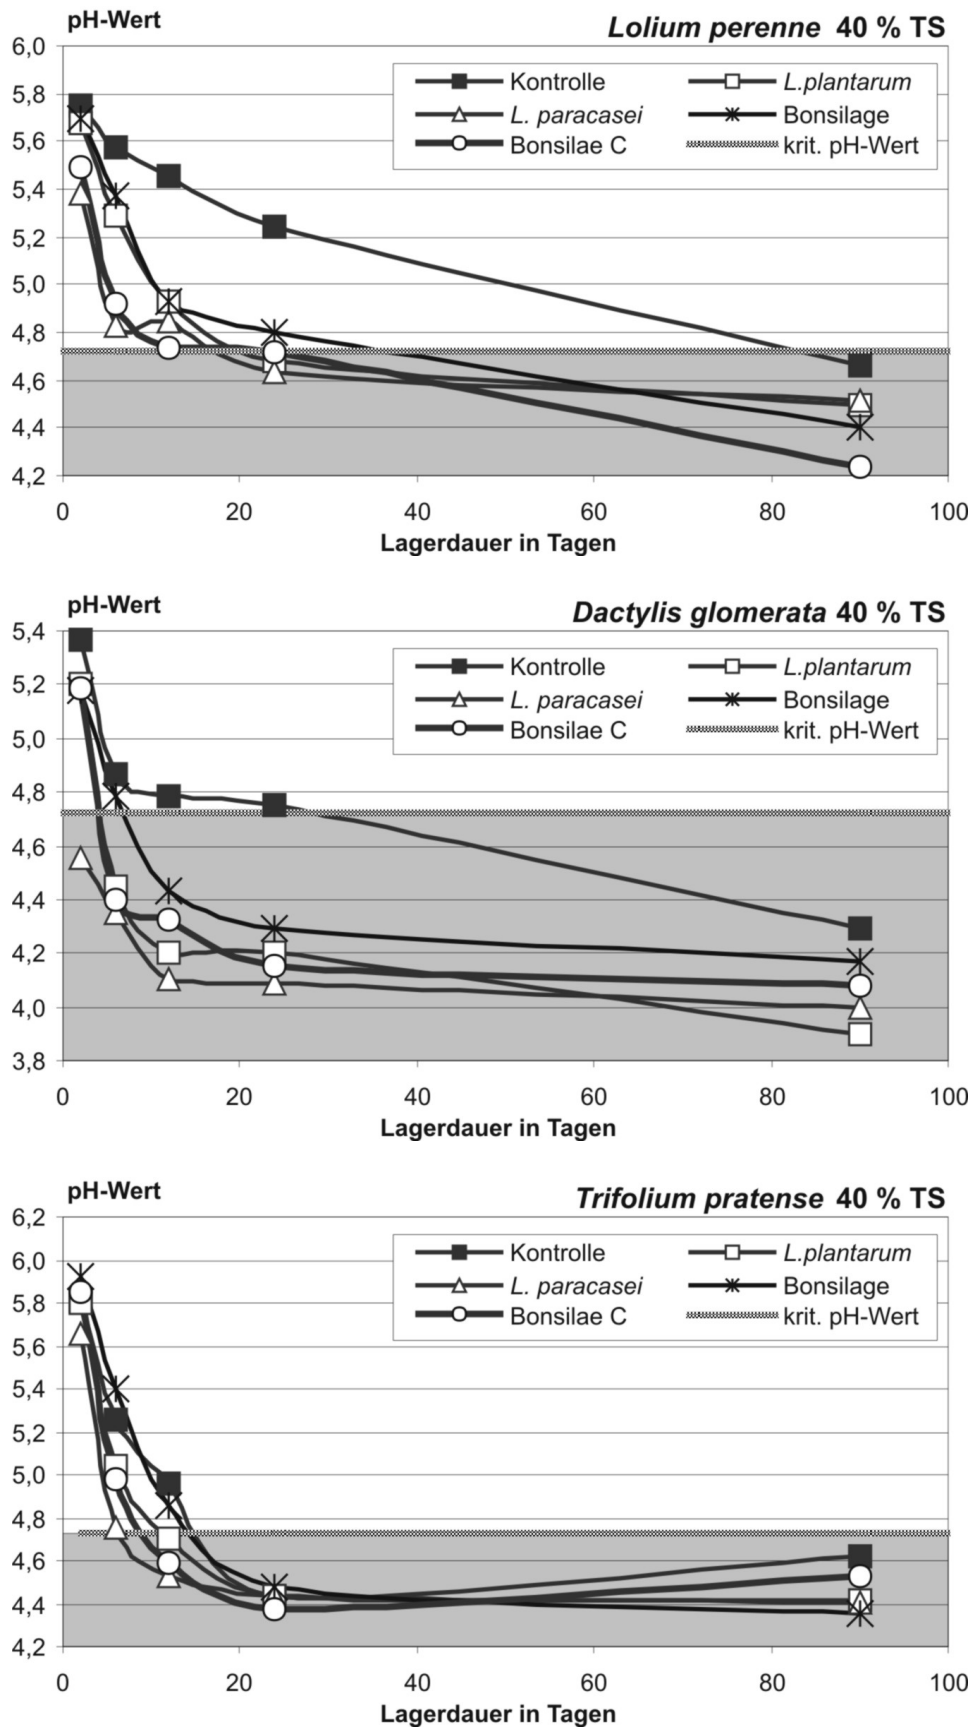 pH-Wert
Lolium perenne 40 % TS
6,0
5,8
5,6
5,4
5,2
5,0
4,8
4,6
4,4
4,2
Kontrolle
L.plantarum
L. paracasei
Bonsilage
Bonsilae C
krit. pH-Wert
0 20 40 60 80 100
Lagerdauer in Tagen
pH-Wert
Dactylis glomerata 40 % TS
5,4
5,2
5,0
4,8
4,6
4,4
4,2
4,0
3,8
Kontrolle
L.plantarum
L. paracasei
Bonsilage
Bonsilae C
krit. pH-Wert
0 20 40 60 80 100
Lagerdauer in Tagen
pH-Wert
Trifolium pratense 40 % TS
6,2
6,0
5,8
5,6
5,4
5,2
5,0
4,8
4,6
4,4
4,2
Kontrolle
L.plantarum
L. paracasei
Bonsilage
Bonsilae C
krit. pH-Wert
0 20 40 60 80 100
Lagerdauer in Tagen